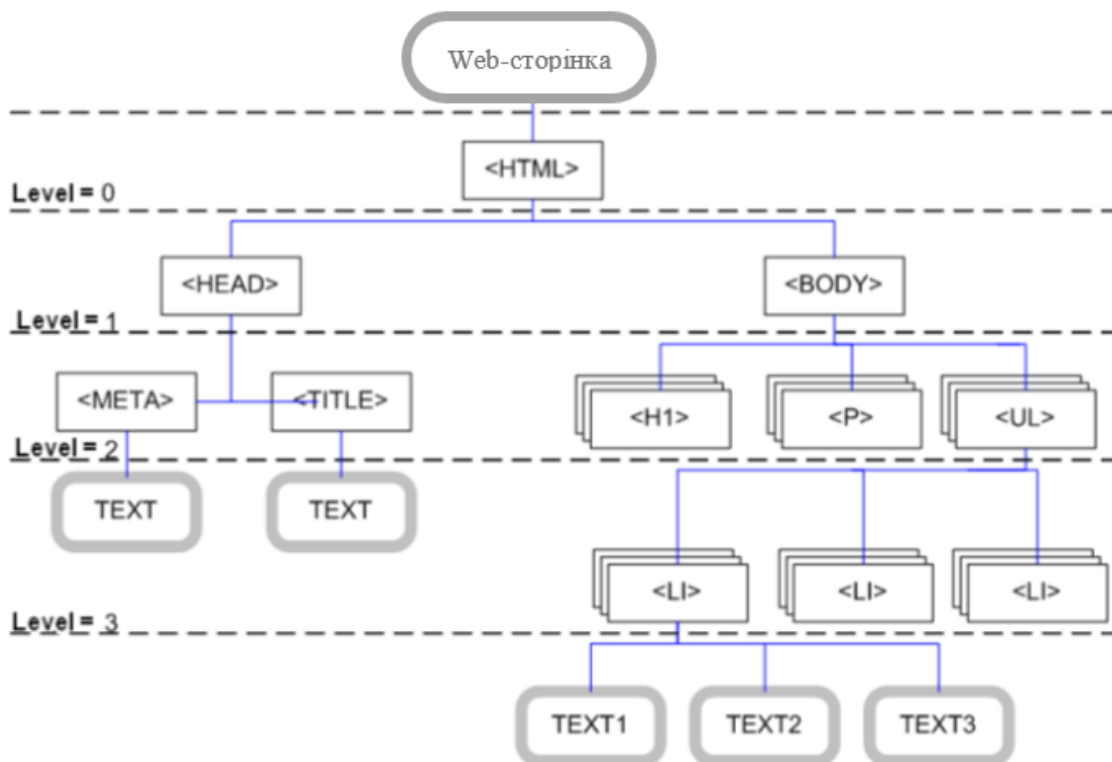 Web-сторінка
<HTML>
Level = 0
<HEAD>
<BODY>
Level = 1
<META>
<TITLE>
<H1>
<P>
<UL>
Level = 2
TEXT
TEXT
<LI>
<LI>
<LI>
Level = 3
TEXT1
TEXT2
TEXT3